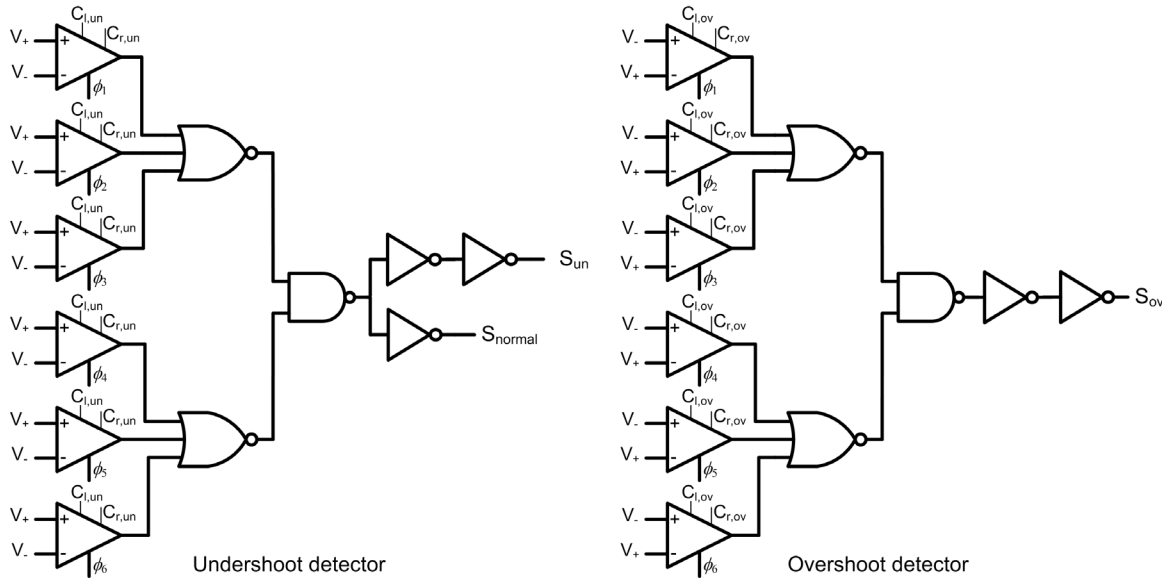 C_l,un
C_r,un
V+
+
V-
-
ϕ1
C_l,un
C_r,un
V+
+
V-
-
ϕ2
C_l,un
C_r,un
V+
+
V-
-
ϕ3
C_l,un
C_r,un
V+
+
V-
-
ϕ4
C_l,un
C_r,un
V+
+
V-
-
ϕ5
C_l,un
C_r,un
V+
+
V-
-
ϕ6
S_un
S_normal
Undershoot detector
C_l,ov
C_r,ov
V-
+
V+
-
ϕ1
C_l,ov
C_r,ov
V-
+
V+
-
ϕ2
C_l,ov
C_r,ov
V-
+
V+
-
ϕ3
C_l,ov
C_r,ov
V-
+
V+
-
ϕ4
C_l,ov
C_r,ov
V-
+
V+
-
ϕ5
C_l,ov
C_r,ov
V-
+
V+
-
ϕ6
S_ov
Overshoot detector